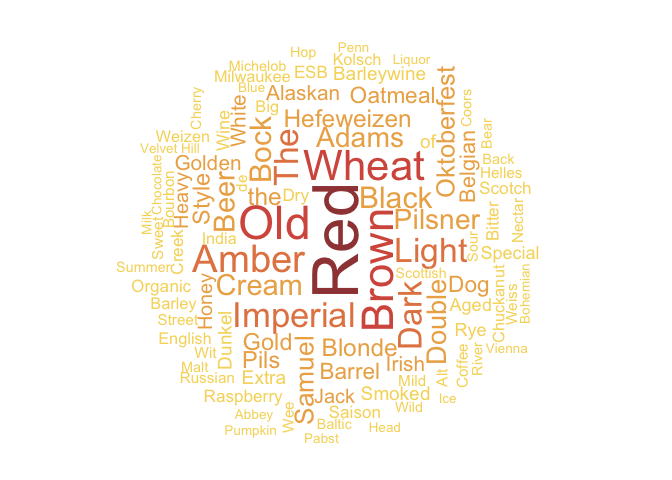 Penn
Hop
Kolsch
Liquor
Michelob
Milwaukee
ESB
Barleywine
Blue
Alaskan
Oatmeal
Cherry
White
Big
Hefeweizen
Oktoberfest
Coors
Wine
Weizen
Bock
The
Adams
of
Belgian
Bear
Velvet
Hill
Golden
Wheat
Back
Helles
Chocolate
Bourbon
Heavy
Style
Beer
de
the
Dry
Black
Scotch
Milk
Sweet
Creek
Old
Red
Brown
Pilsner
Bitter
Nectar
India
Sour
Special
Summer
Amber
Light
Organic
Honey
Cream
Scottish
Dog
Chuckanut
Weiss
Bohemian
Barley
Street
Imperial
Dark
Double
Aged
English
Dunkel
Gold
Rye
Wit
Pils
Blonde
Irish
Coffee
River
Vienna
Malt
Russian
Extra
Samuel
Barrel
Mild
Alt
Raspberry
Jack
Smoked
Ice
Abbey
Wee
Saison
Wild
Pumpkin
Baltic
Head
Pabst